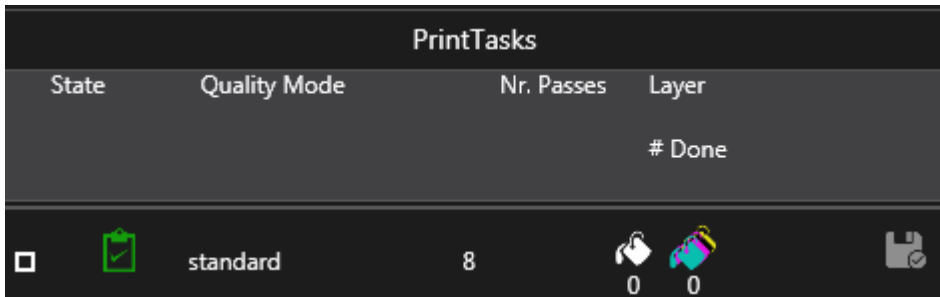 PrintTasks
State Quality Mode Nr. Passes Layer
# Done
standard 8
0 0